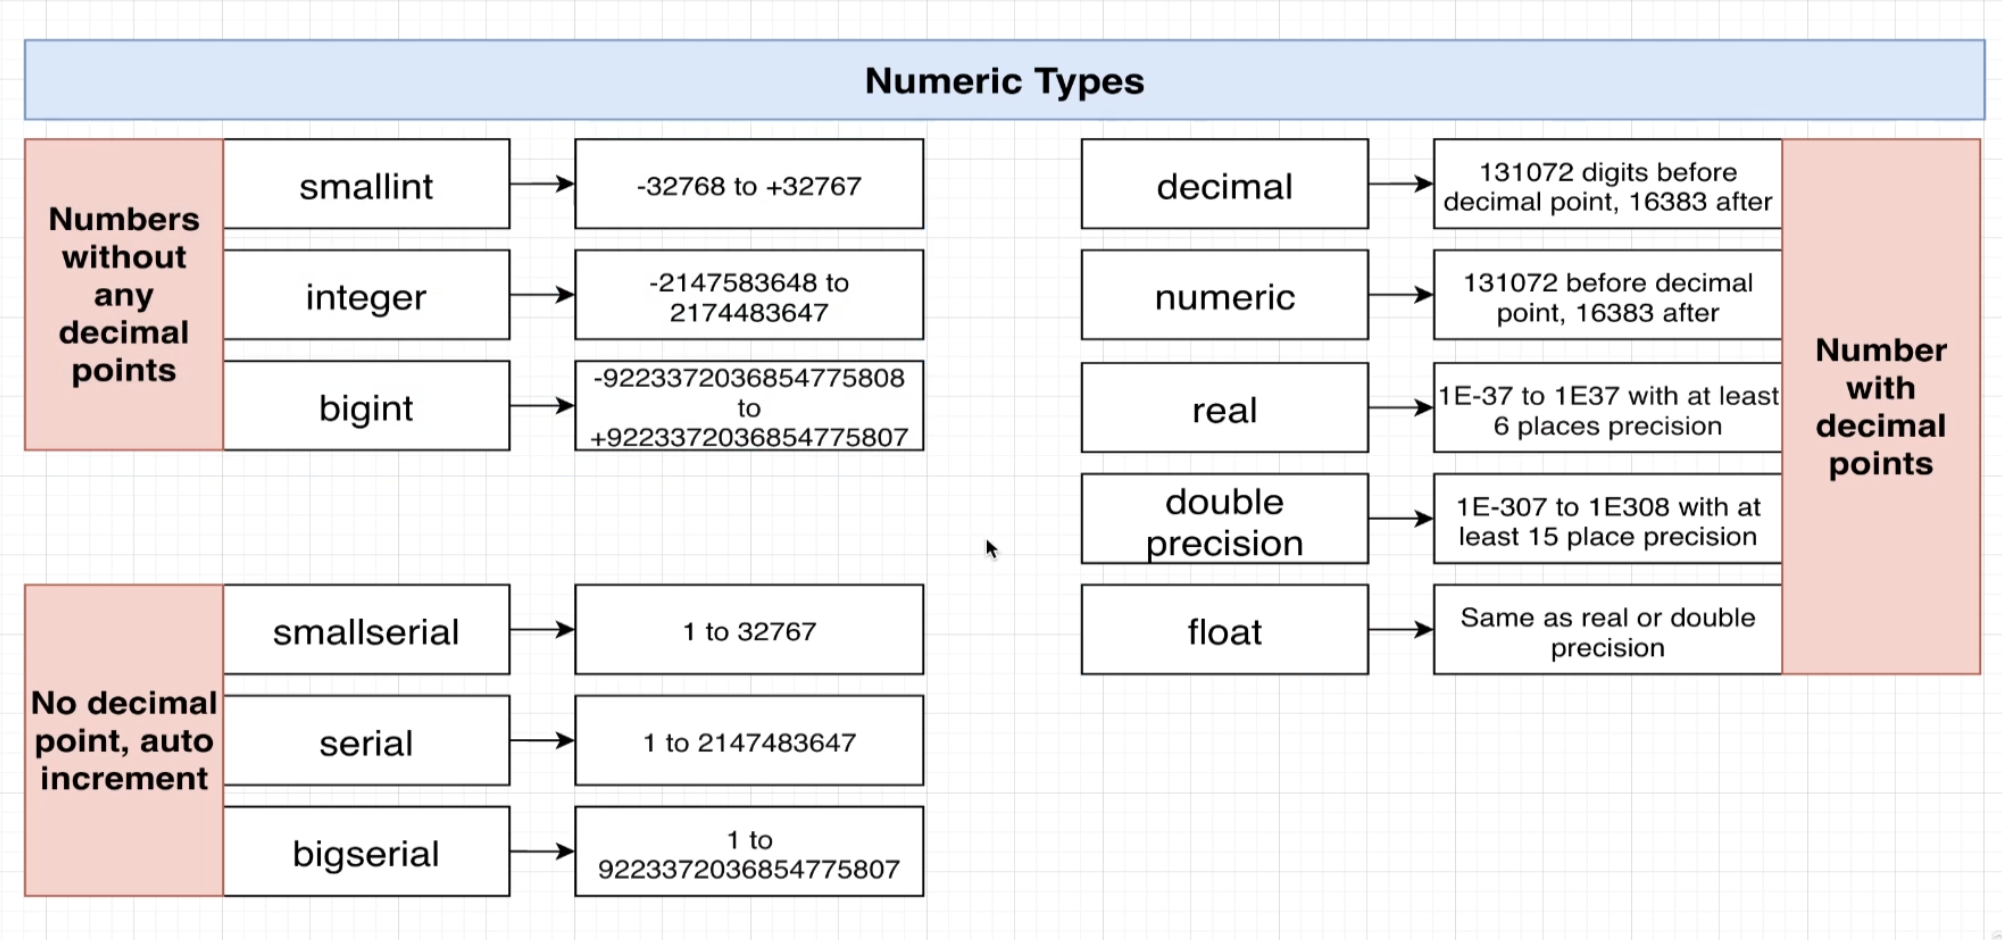 Numeric Types
Numbers
without
any
decimal
points
smallint
-32768 to +32767
integer
-2147583648 to
2174483647
bigint
-9223372036854775808
to
+9223372036854775807
No decimal
point, auto
increment
smallserial
1 to 32767
serial
1 to 2147483647
bigserial
1 to
9223372036854775807
decimal
131072 digits before
decimal point, 16383 after
numeric
131072 before decimal
point, 16383 after
real
1E-37 to 1E37 with at least
6 places precision
double
precision
1E-307 to 1E308 with at
least 15 place precision
float
Same as real or double
precision
Number
with
decimal
points